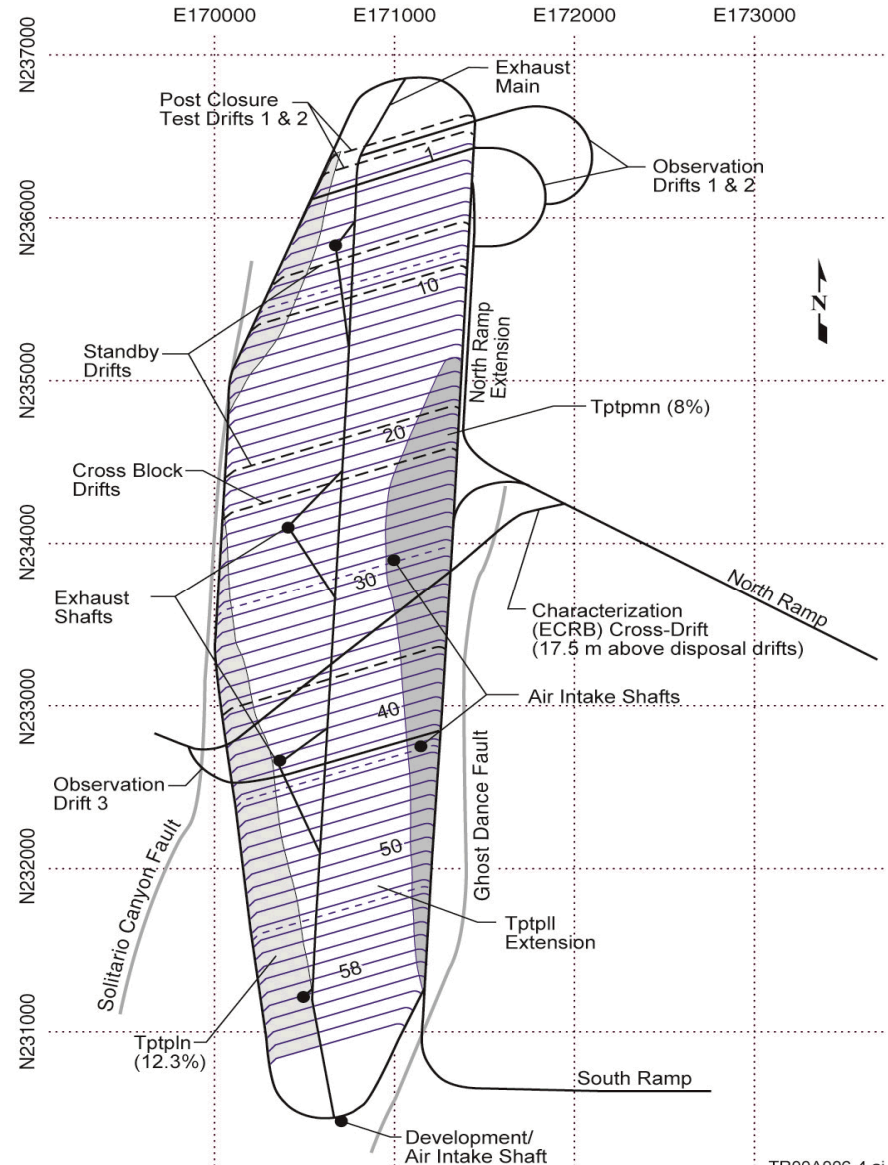 E170000 E171000 E172000 E173000
N237000
Exhaust
Main
Post Closure
Test Drifts 1 & 2
1
Observation
Drifts 1 & 2
N236000
10
N
North Ramp
Extension
Standby
Drifts
N235000
Tptpmn (8%)
20
Cross Block
Drifts
N234000
30
Exhaust
Shafts
North Ramp
Characterization
(ECRB) Cross-Drift
(17.5 m above disposal drifts)
Air Intake Shafts
N233000
40
Observation
Drift 3
Ghost Dance Fault
Solitario Canyon Fault
N232000
50
Tptpll
Extension
58
N231000
Tptpln
(12.3%)
South Ramp
Development/
Air Intake Shaft